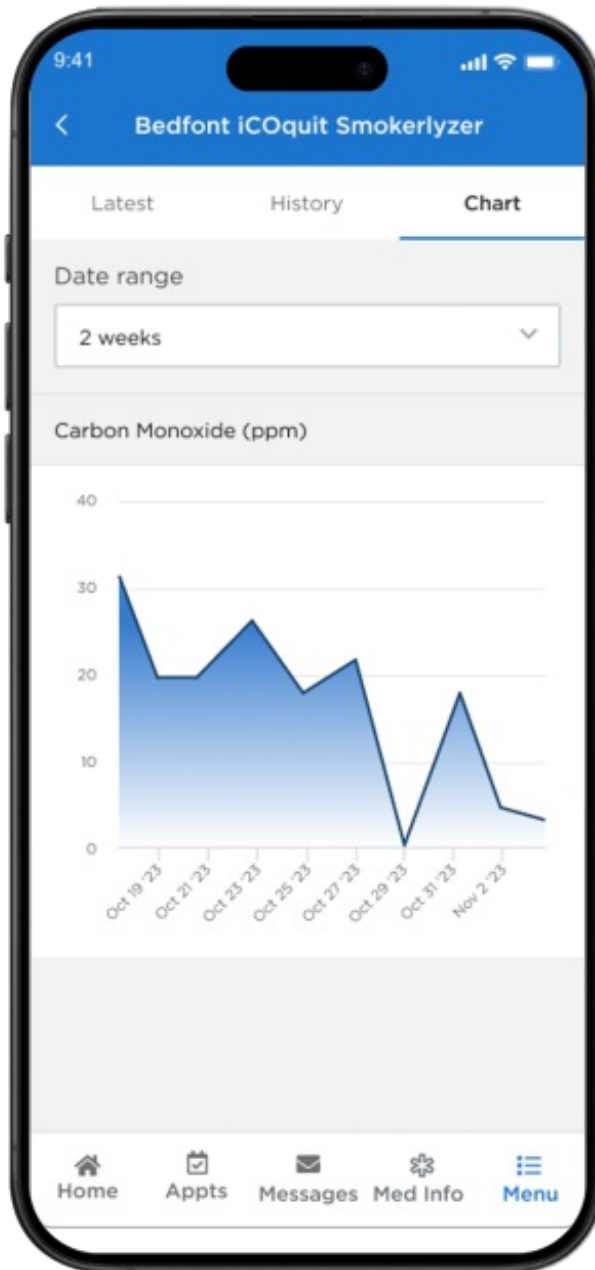 9:41
Bedfont iCOquit Smokerlyzer
Latest History Chart
Date range
2 weeks
Carbon Monoxide (ppm)
40
30
20
10
0
Oct 19 '23 Oct 21 '23 Oct 23 '23 Oct 25 '23 Oct 27 '23 Oct 29 '23 Oct 31 '23 Nov 2 '23
Home Appts Messages Med Info Menu